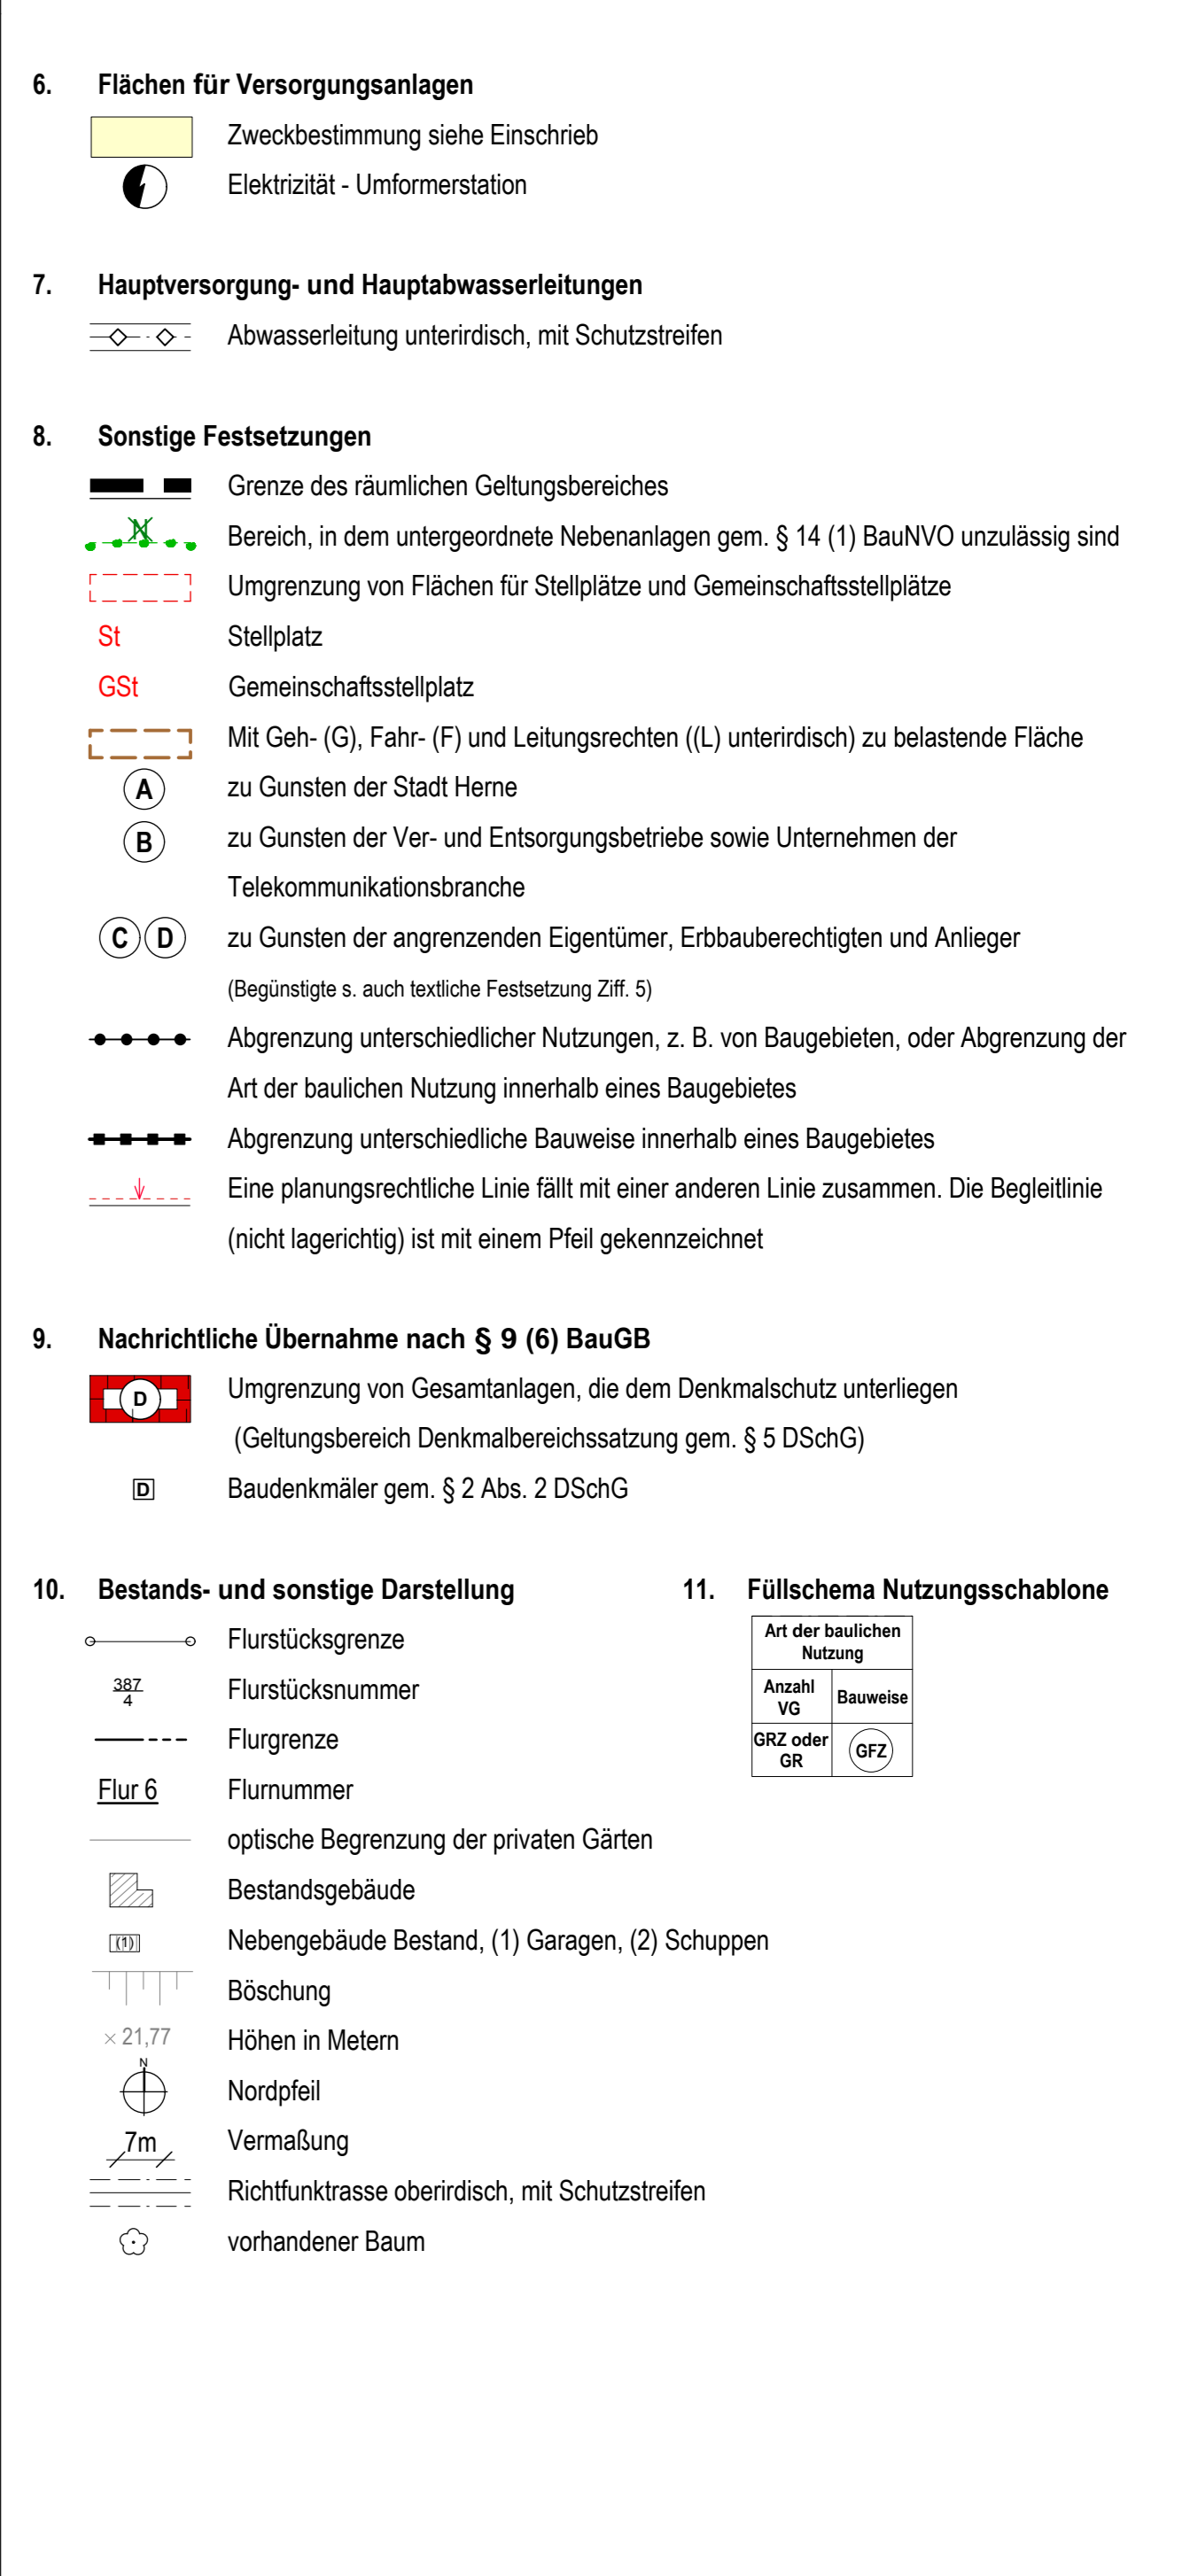 6. Flächen für Versorgungsanlagen
Zweckbestimmung siehe Einschrieb
Elektrizität - Umformerstation
7. Hauptversorgung- und Hauptabwasserleitungen
Abwasserleitung unterirdisch, mit Schutzstreifen
8. Sonstige Festsetzungen
Grenze des räumlichen Geltungsbereiches
N Bereich, in dem untergeordnete Nebenanlagen gem. § 14 (1) BauNVO unzulässig sind
Umgrenzung von Flächen für Stellplätze und Gemeinschaftsstellplätze
St Stellplatz
GSt Gemeinschaftsstellplatz
Mit Geh- (G), Fahr- (F) und Leitungsrechten ((L) unterirdisch) zu belastende Fläche
A zu Gunsten der Stadt Herne
B zu Gunsten der Ver- und Entsorgungsbetriebe sowie Unternehmen der
Telekommunikationsbranche
C D zu Gunsten der angrenzenden Eigentümer, Erbbauberechtigten und Anlieger
(Begünstigte s. auch textliche Festsetzung Ziff. 5)
Abgrenzung unterschiedlicher Nutzungen, z. B. von Baugebieten, oder Abgrenzung der
Art der baulichen Nutzung innerhalb eines Baugebietes
Abgrenzung unterschiedliche Bauweise innerhalb eines Baugebietes
Eine planungsrechtliche Linie fällt mit einer anderen Linie zusammen. Die Begleitlinie
(nicht lagerichtig) ist mit einem Pfeil gekennzeichnet
9. Nachrichtliche Übernahme nach § 9 (6) BauGB
D Umgrenzung von Gesamtanlagen, die dem Denkmalschutz unterliegen
(Geltungsbereich Denkmalbereichssatzung gem. § 5 DSchG)
D Baudenkmäler gem. § 2 Abs. 2 DSchG
10. Bestands- und sonstige Darstellung
Flurstücksgrenze
387
4
Flurstücksnummer
Flurgrenze
Flur 6 Flurnummer
optische Begrenzung der privaten Gärten
Bestandsgebäude
(1) Nebengebäude Bestand, (1) Garagen, (2) Schuppen
Böschung
× 21,77 Höhen in Metern
N
Nordpfeil
7m Vermaßung
Richtfunktrasse oberirdisch, mit Schutzstreifen
vorhandener Baum
11. Füllschema Nutzungsschablone
Art der baulichen
Nutzung
Anzahl
VG
Bauweise
GRZ oder
GR
GFZ